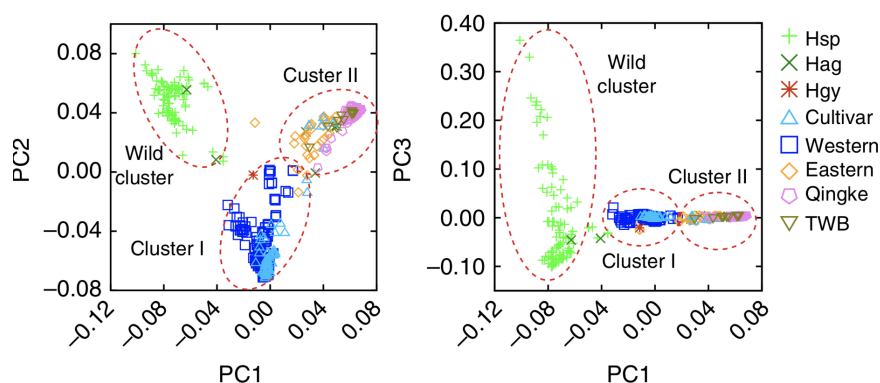 0.08
0.04
0.00
−0.04
−0.08
PC2
Custer II
Wild
cluster
Cluster I
−0.12
−0.08
−0.04
0.00
0.04
0.08
PC1
0.40
0.30
0.20
0.10
0.00
−0.10
PC3
Wild
cluster
Cluster II
Cluster I
−0.12
−0.08
−0.04
0.00
0.04
0.08
PC1
Hsp
Hag
Hgy
Cultivar
Western
Eastern
Qingke
TWB